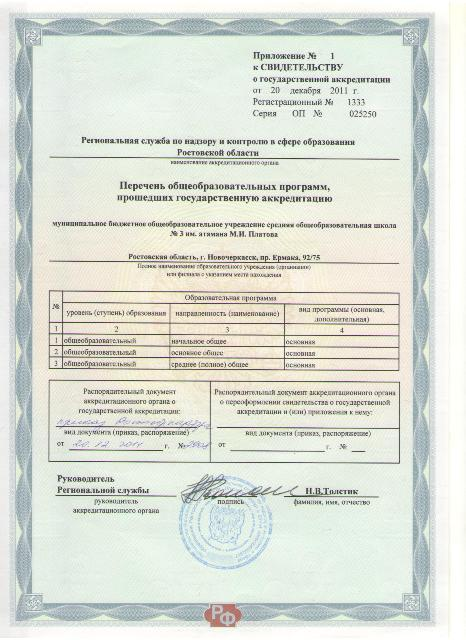 Приложение № 1
к СВИДЕТЕЛЬСТВУ
о государственной аккредитации
от 20 декабря 2011 г.
Регистрационный № 1333
Серия ОП № 025250
Региональная служба по надзору и контролю в сфере образования
Ростовской области
наименование аккредитационного органа
Перечень общеобразовательных программ,
прошедших государственную аккредитацию
муниципальное бюджетное общеобразовательное учреждение средняя общеобразовательная школа
№ 3 им. атамана М.И. Платова
Ростовская область, г. Новочеркасск, пр. Ермака, 92/75
Полное наименование образовательного учреждения (организации)
или филиала с указанием места нахождения
№ Образовательная программа
уровень (ступень) образования направленность (наименование) вид программы (основная, дополнительная)
1 2 3 4
1 общеобразовательный начальное общее основная
2 общеобразовательный основное общее основная
3 общеобразовательный среднее (полное) общее основная
Распорядительный документ
аккредитационного органа о
государственной аккредитации:
приказ
вид документа (приказ, распоряжение)
от 20.12.2011 г. №
Распорядительный документ аккредитационного органа
о переоформлении свидетельства о государственной
аккредитации и (или) приложения к нему:
вид документа (приказ, распоряжение)
от г. №
Руководитель
Региональной службы Н.В.Толстик
руководитель подпись фамилия, имя, отчество
аккредитационного органа
РФ